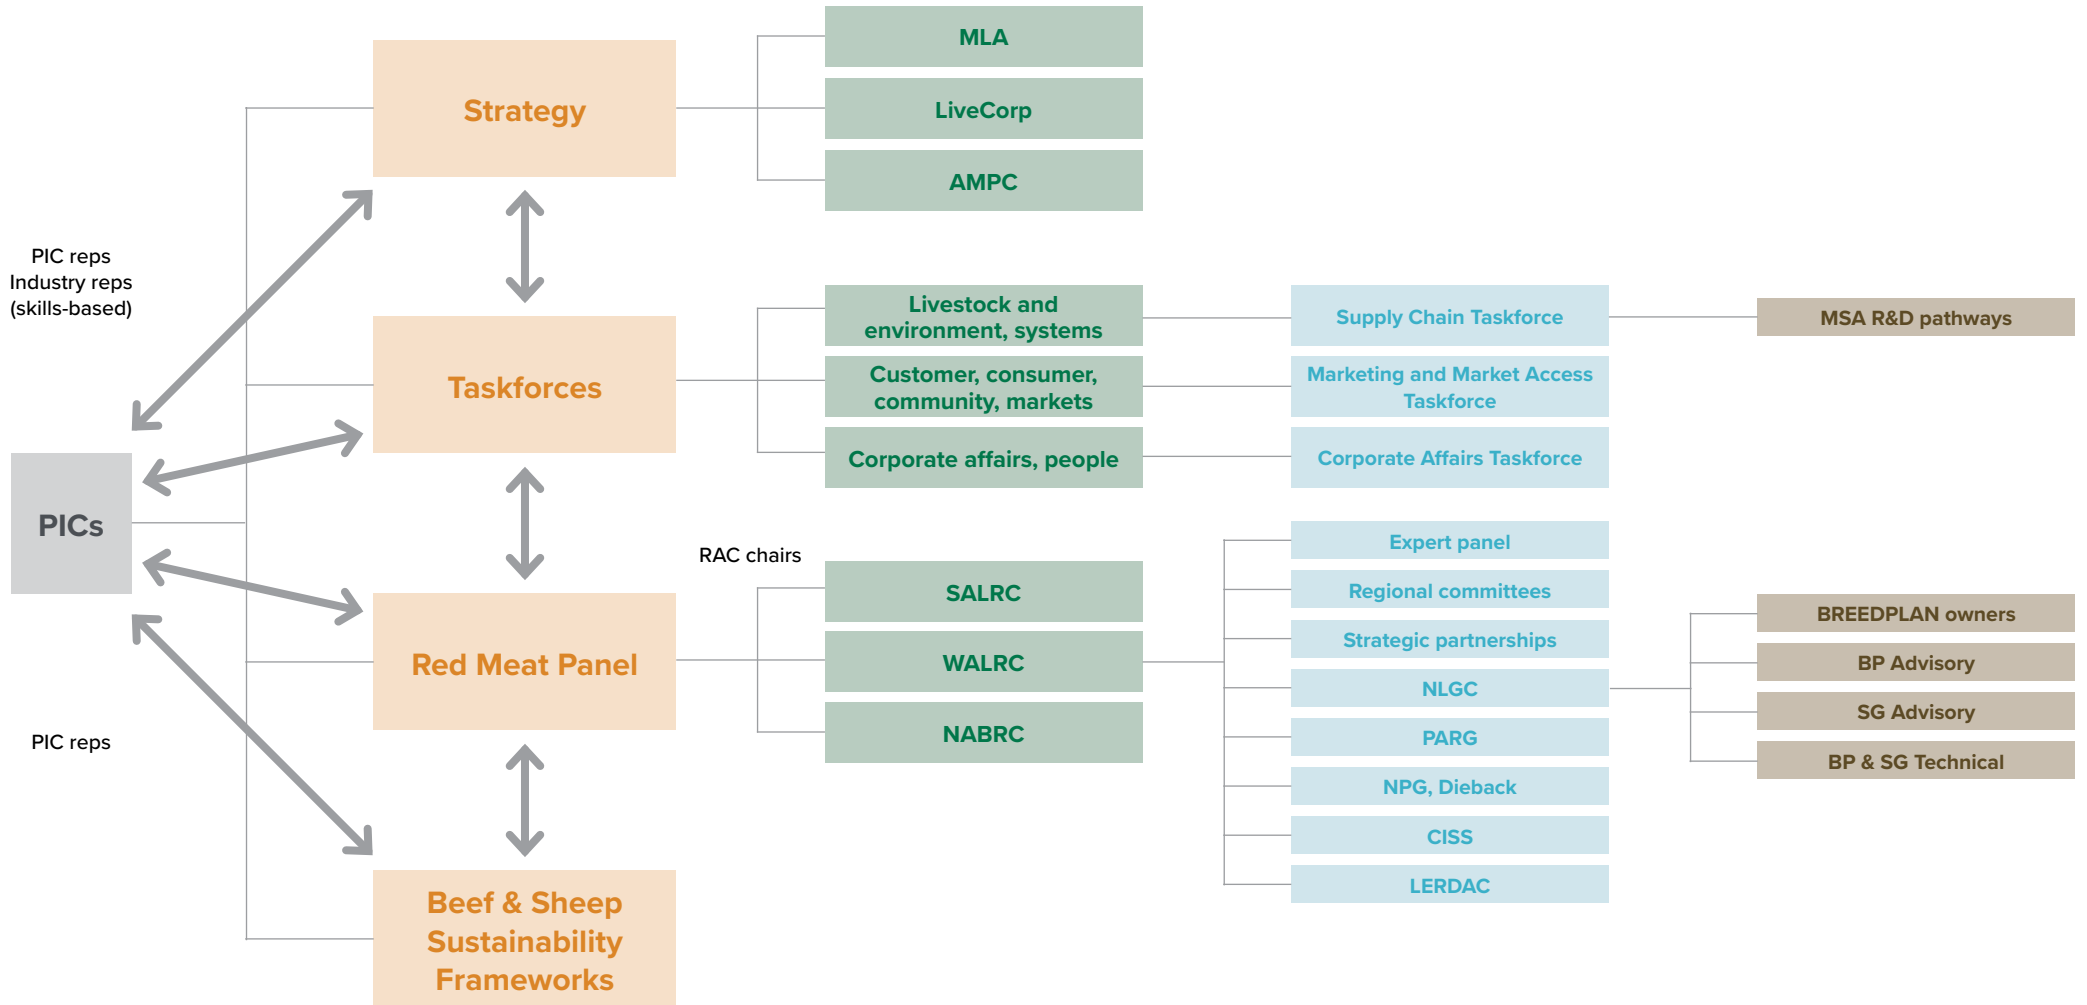 PICs
PIC reps
Industry reps
(skills-based)
PIC reps
Strategy
MLA
LiveCorp
AMPC
Taskforces
Livestock and
environment, systems
Supply Chain Taskforce
MSA R&D pathways
Customer, consumer,
community, markets
Marketing and Market Access
Taskforce
Corporate affairs, people
Corporate Affairs Taskforce
Red Meat Panel
RAC chairs
SALRC
WALRC
NABRC
Expert panel
Regional committees
Strategic partnerships
NLGC
PARG
NPG, Dieback
CISS
LERDAC
BREEDPLAN owners
BP Advisory
SG Advisory
BP & SG Technical
Beef & Sheep
Sustainability
Frameworks